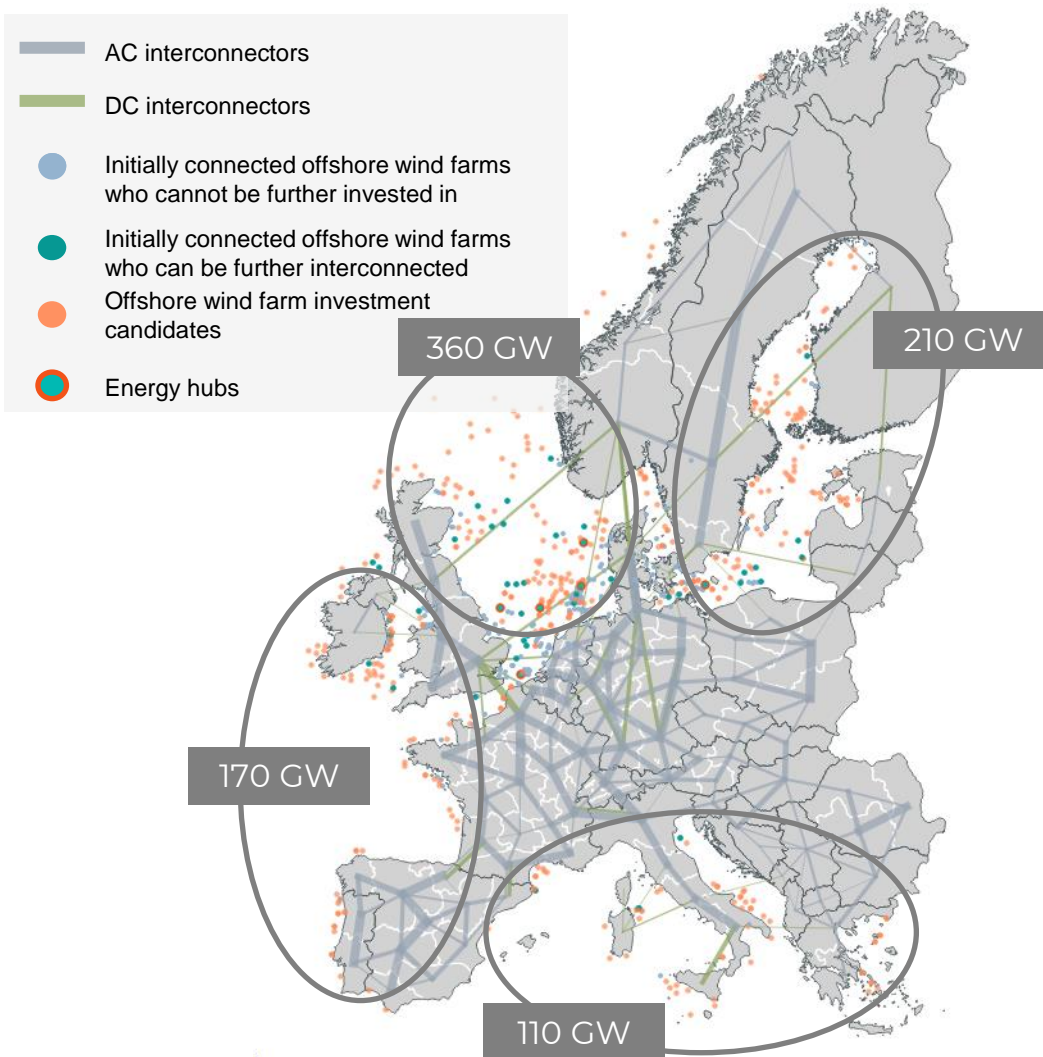 AC interconnectors
DC interconnectors
Initially connected offshore wind farms
who cannot be further invested in
Initially connected offshore wind farms
who can be further interconnected
Offshore wind farm investment
candidates
Energy hubs
360 GW
210 GW
170 GW
110 GW